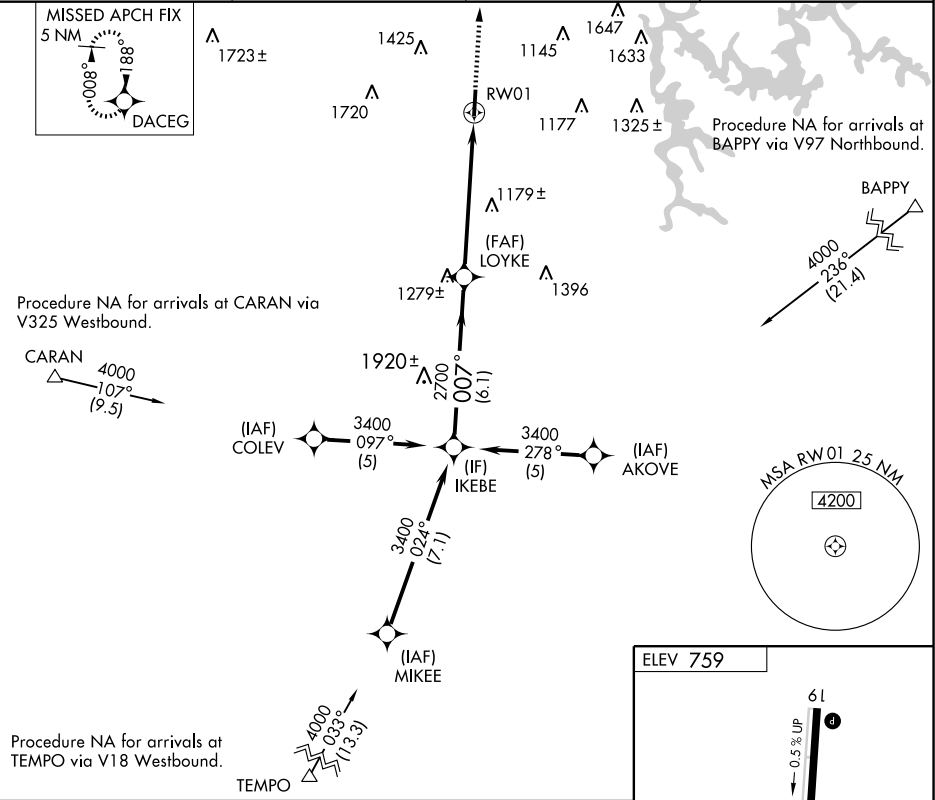 MISSED APCH FIX
5 NM
008°
188°
DACEG
1723±
1425
1720
1145
1647
1633
1177
1325±
RW01
Procedure NA for arrivals at
BAPPY via V97 Northbound.
BAPPY
4000
236°
(21.4)
1179±
(FAF)
LOYKE
1279±
1396
Procedure NA for arrivals at CARAN via
V325 Westbound.
CARAN
4000
107°
(9.5)
1920±
2700
007°
(6.1)
(IAF)
COLEV
3400
097°
(5)
(IF)
IKEBE
3400
278°
(5)
(IAF)
AKOVE
MSA RW01 25 NM
4200
3400
024°
(7.1)
(IAF)
MIKEE
4000
033°
(13.3)
Procedure NA for arrivals at
TEMPO via V18 Westbound.
TEMPO
ELEV 759
19
P
0.5% UP